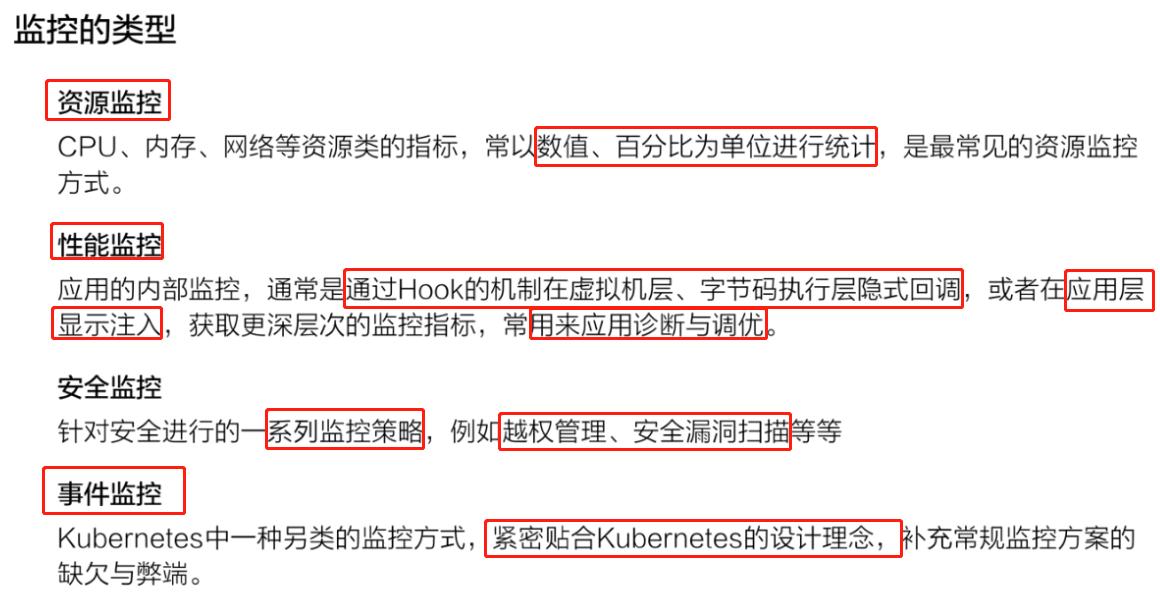 监控的类型
资源监控
CPU、内存、网络等资源类的指标，常以数值、百分比为单位进行统计，是最常见的资源监控
方式。
性能监控
应用的内部监控，通常是通过Hook的机制在虚拟机层、字节码执行层隐式回调，或者在应用层
显示注入，获取更深层次的监控指标，常用来应用诊断与调优。
安全监控
针对安全进行的一系列监控策略，例如越权管理、安全漏洞扫描等等
事件监控
Kubernetes中一种另类的监控方式，紧密贴合Kubernetes的设计理念，补充常规监控方案的
缺欠与弊端。